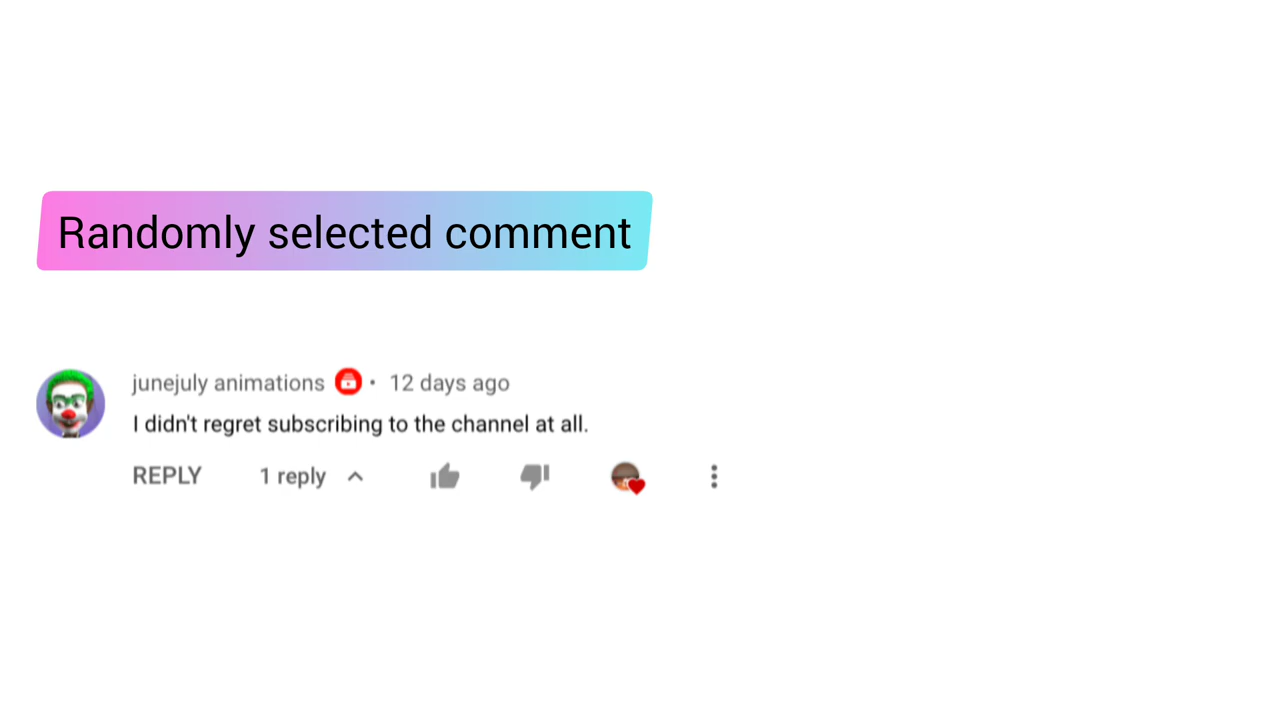 Randomly selected comment
junejuly animations • 12 days ago
I didn't regret subscribing to the channel at all.
REPLY 1 reply